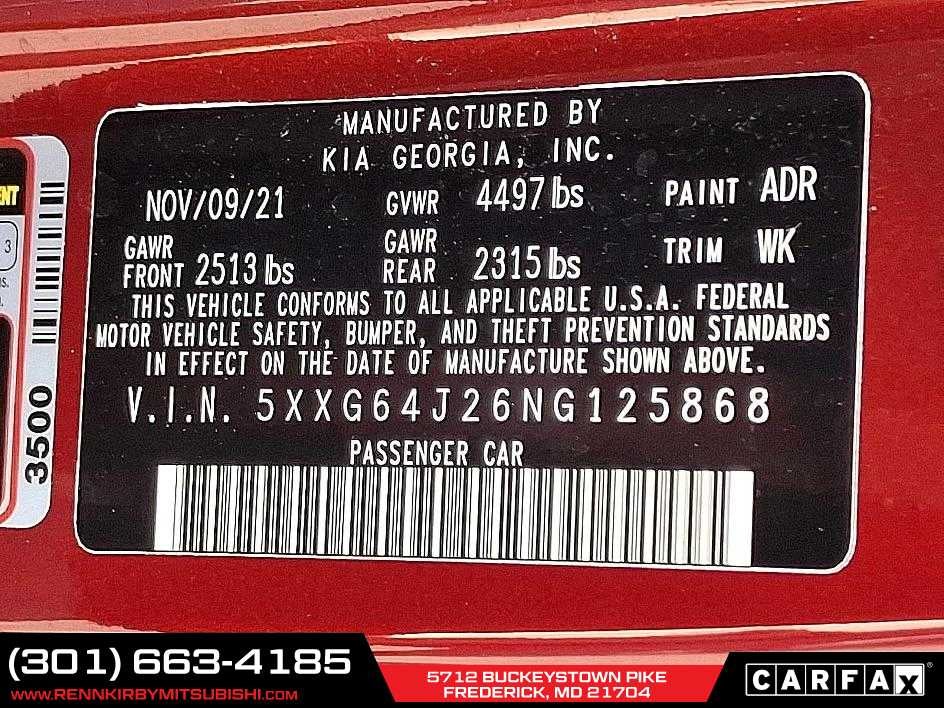 MANUFACTURED BY
KIA GEORGIA, INC.
NOV/09/21 GVWR 4497 lbs PAINT ADR
GAWR FRONT 2513 lbs GAWR REAR 2315 lbs TRIM WK
THIS VEHICLE CONFORMS TO ALL APPLICABLE U.S.A. FEDERAL
MOTOR VEHICLE SAFETY, BUMPER, AND THEFT PREVENTION STANDARDS
IN EFFECT ON THE DATE OF MANUFACTURE SHOWN ABOVE.
V.I.N. 5XXG64J26NG125868
PASSENGER CAR
3
3500
(301) 663-4185
WWW.RENNKIRBYMITSUBISHI.COM
5712 BUCKEYSTOWN PIKE
FREDERICK, MD 21704
CARFAX